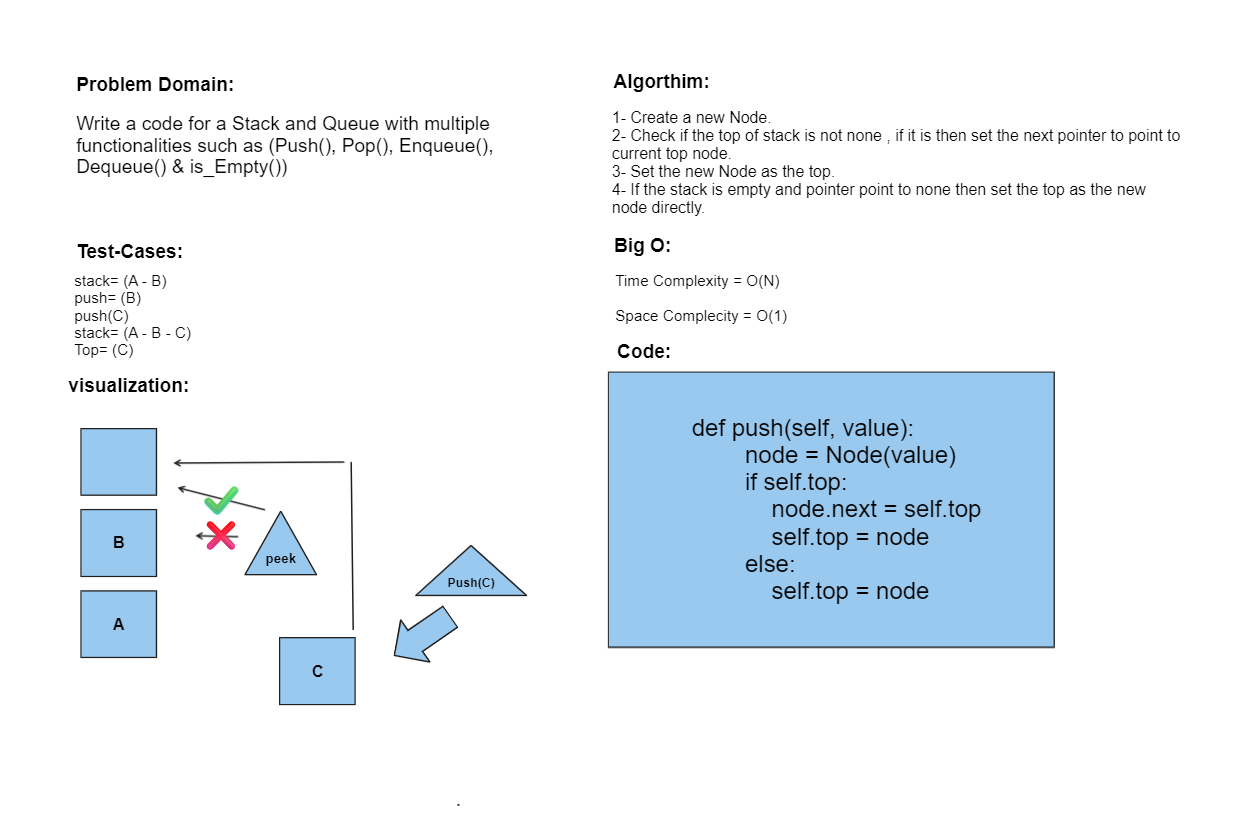 Problem Domain:
Write a code for a Stack and Queue with multiple
functionalities such as (Push(), Pop(), Enqueue(),
Dequeue() & is_Empty())
Test-Cases:
stack= (A - B)
push= (B)
push(C)
stack= (A - B - C)
Top= (C)
visualization:
B
A
peek
Push(C)
C
Algorthim:
1- Create a new Node.
2- Check if the top of stack is not none , if it is then set the next pointer to point to
current top node.
3- Set the new Node as the top.
4- If the stack is empty and pointer point to none then set the top as the new
node directly.
Big O:
Time Complexity = O(N)
Space Complecity = O(1)
Code:
def push(self, value):
node = Node(value)
if self.top:
node.next = self.top
self.top = node
else:
self.top = node
.